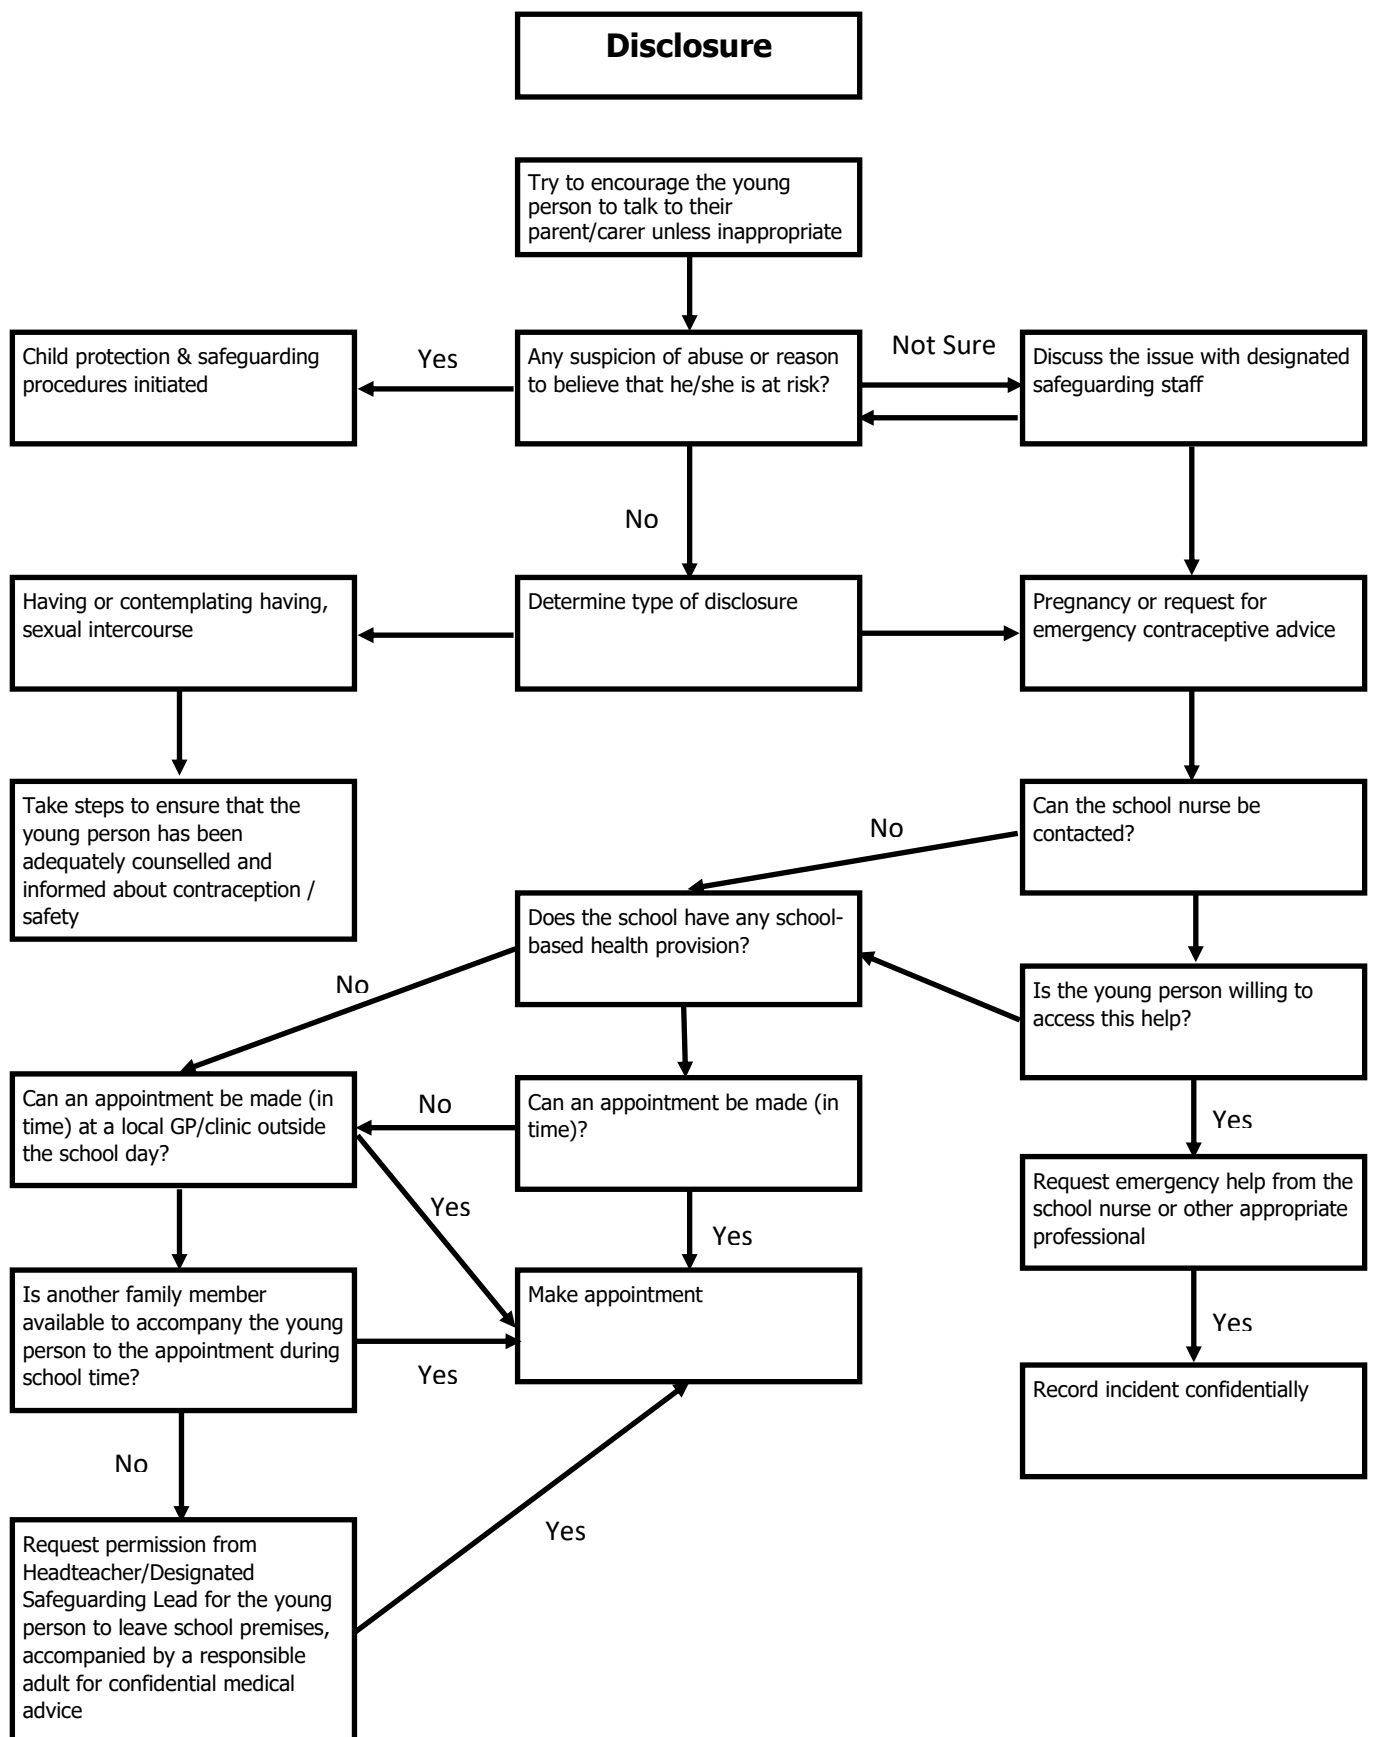 Disclosure
Try to encourage the young
person to talk to their
parent/carer unless inappropriate
Child protection & safeguarding
procedures initiated
Yes
Any suspicion of abuse or reason
to believe that he/she is at risk?
Not Sure
Discuss the issue with designated
safeguarding staff
No
Having or contemplating having,
sexual intercourse
Determine type of disclosure
Pregnancy or request for
emergency contraceptive advice
Take steps to ensure that the
young person has been
adequately counselled and
informed about contraception /
safety
No
Can the school nurse be
contacted?
Does the school have any school-
based health provision?
No
Is the young person willing to
access this help?
Can an appointment be made (in
time) at a local GP/clinic outside
the school day?
No
Can an appointment be made (in
time)?
Yes
Yes
Yes
Request emergency help from the
school nurse or other appropriate
professional
Is another family member
available to accompany the young
person to the appointment during
school time?
Yes
Make appointment
Yes
Record incident confidentially
No
Request permission from
Headteacher/Designated
Safeguarding Lead for the young
person to leave school premises,
accompanied by a responsible
adult for confidential medical
advice
Yes